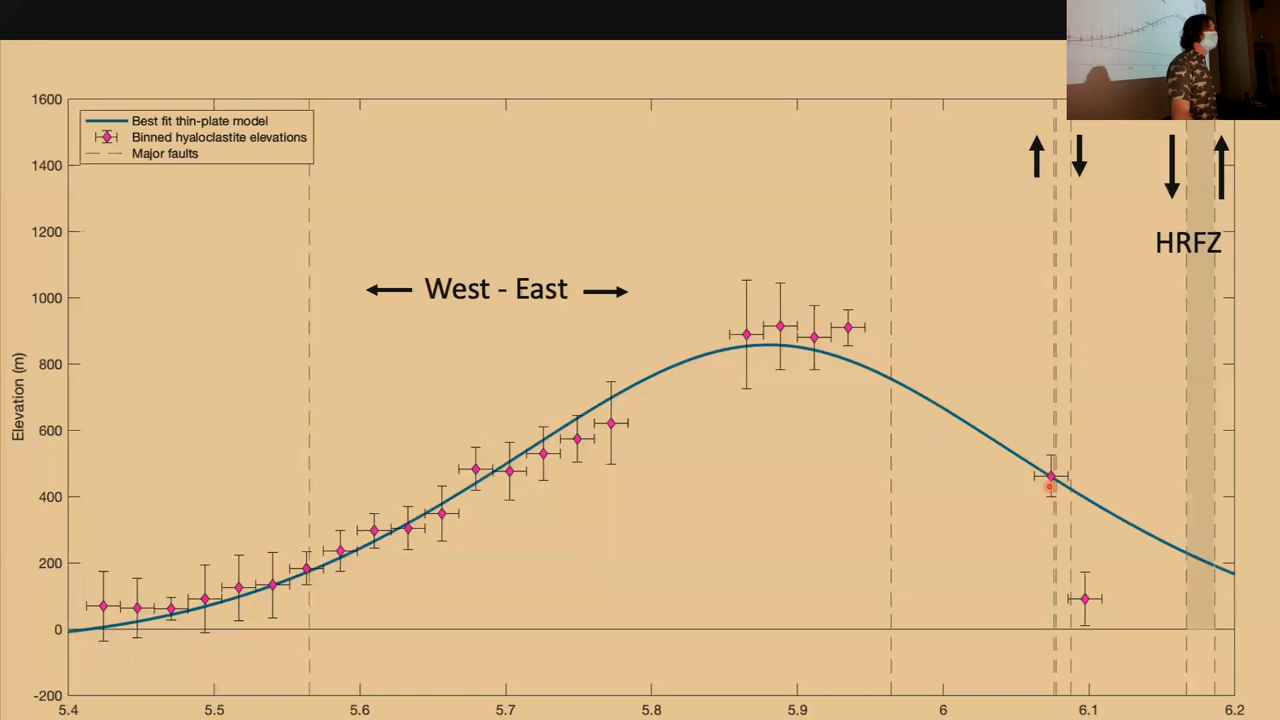 1600
1400
1200
1000
800
600
400
200
0
-200
Elevation (m)
Best fit thin-plate model
Binned hyaloclastite elevations
Major faults
West - East
HRFZ
5.4 5.5 5.6 5.7 5.8 5.9 6 6.1 6.2